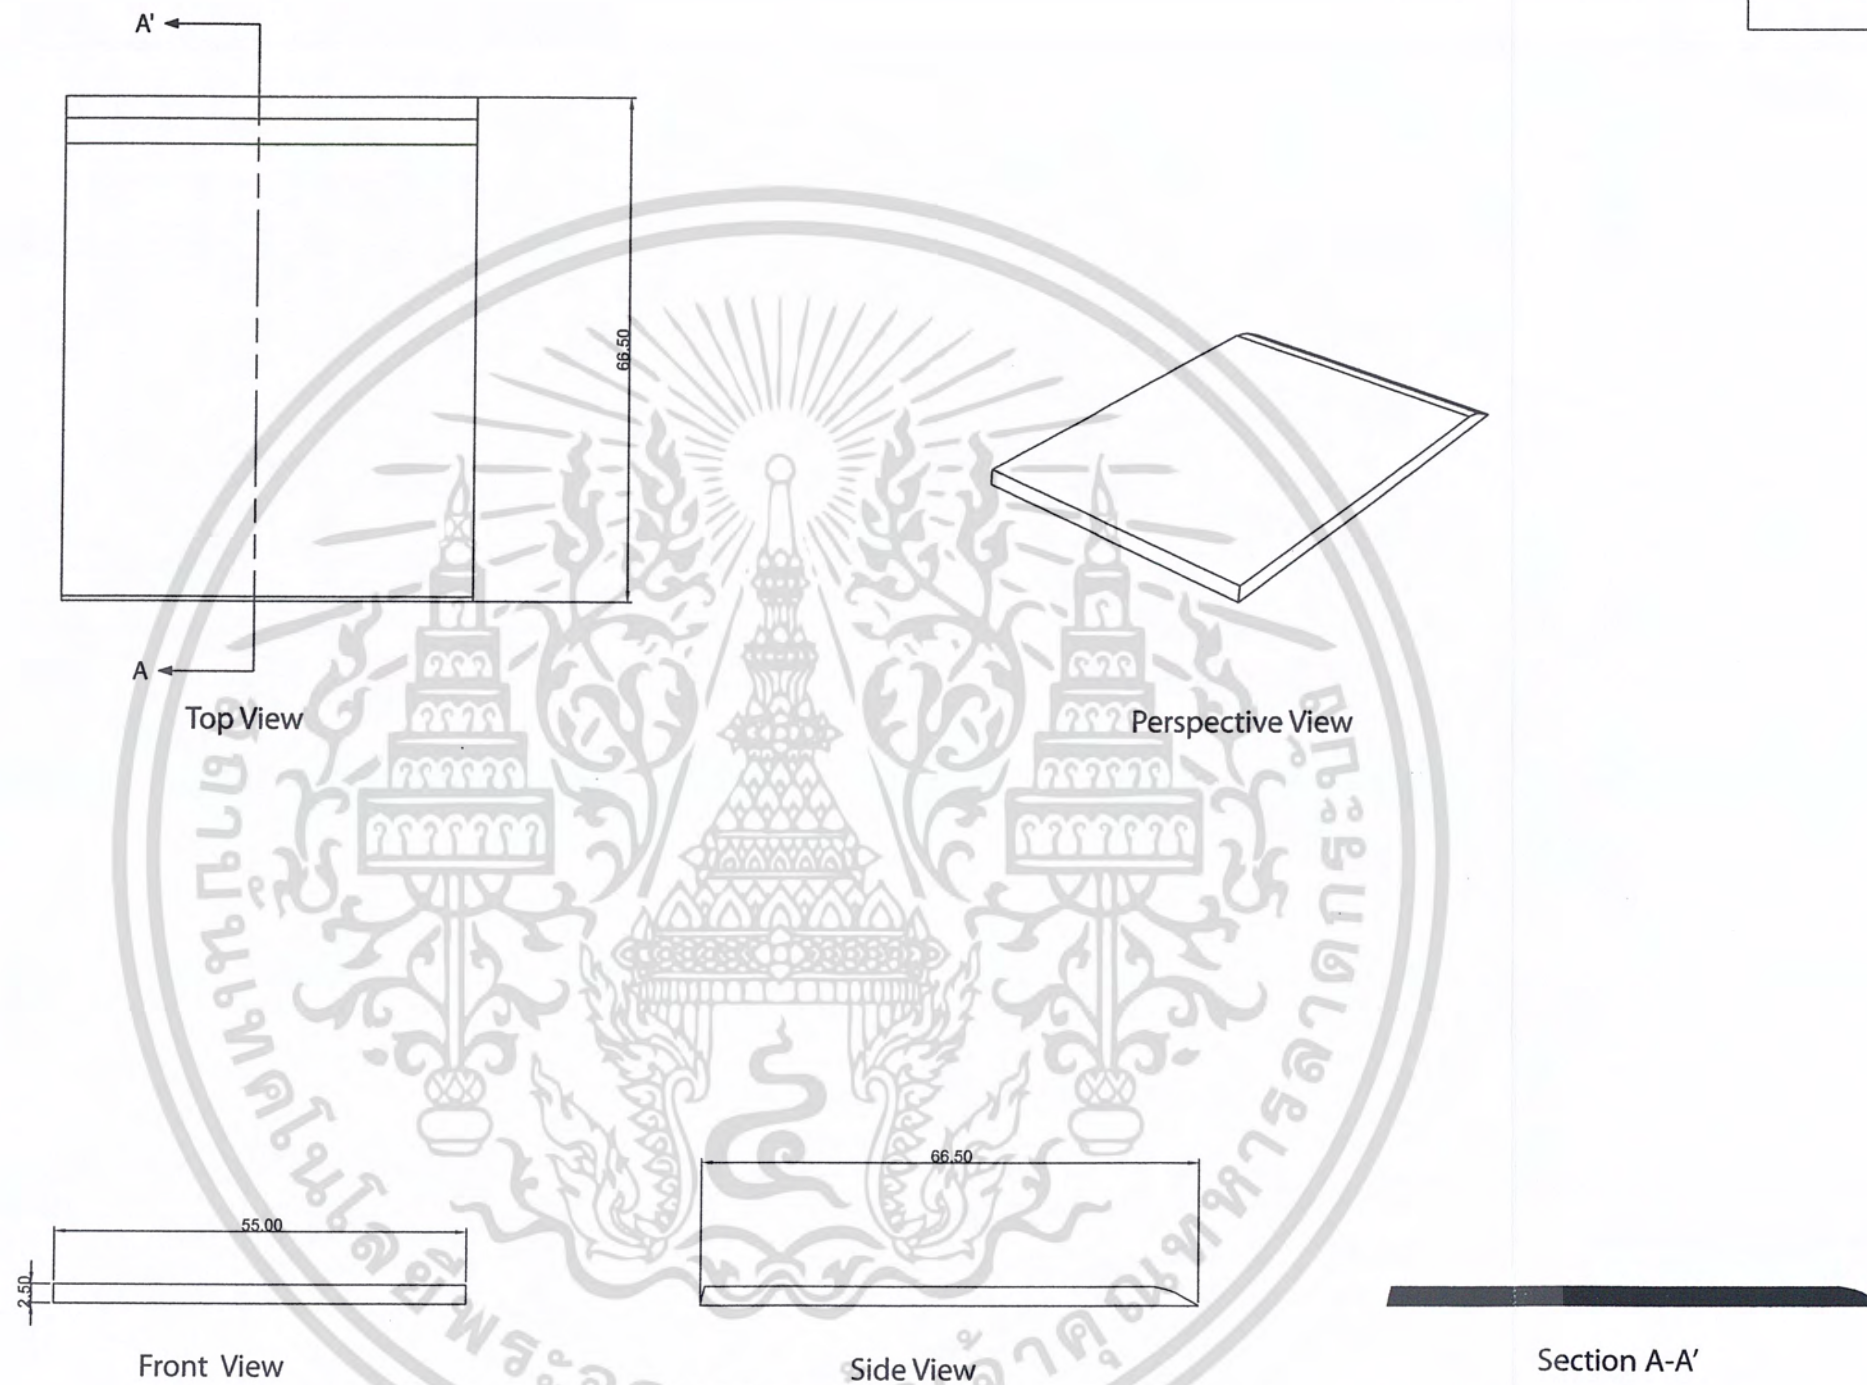 A'
66.50
A
Top View
Perspective View
66.50
55.00
2.50
Front View
Side View
Section A-A'